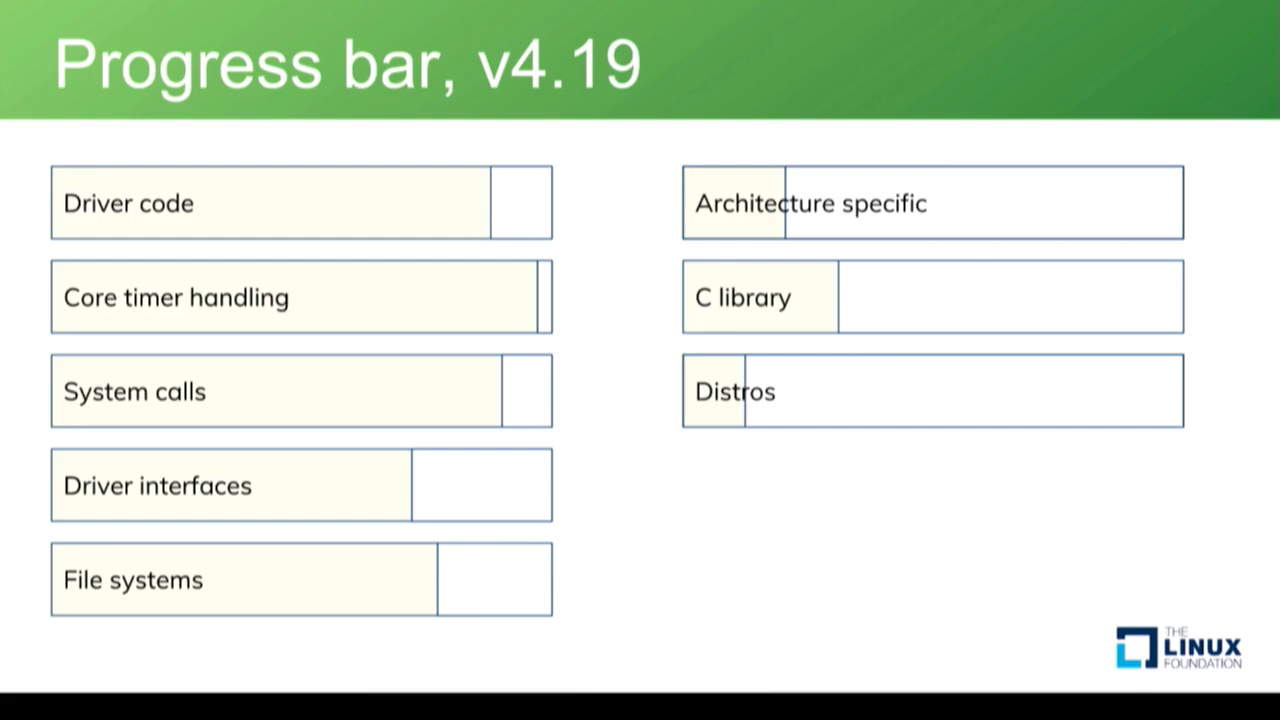 Progress bar, v4.19
Driver code
Core timer handling
System calls
Driver interfaces
File systems
Architecture specific
C library
Distros
THE
LINUX
FOUNDATION